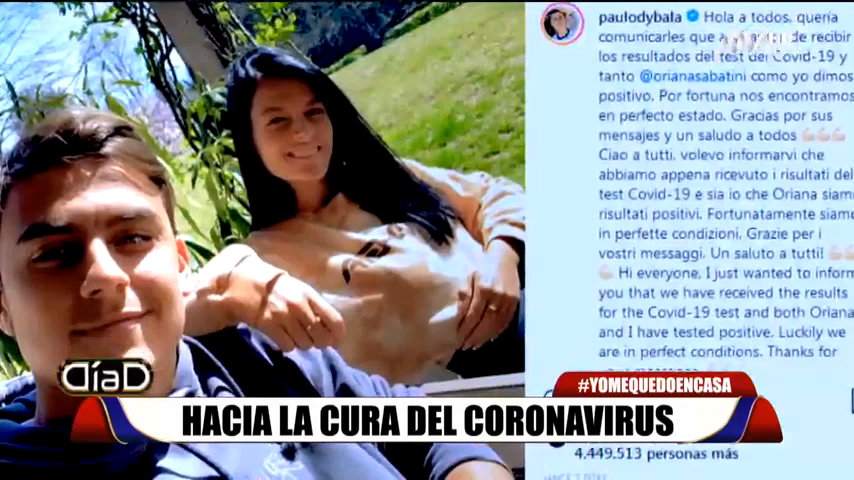 paulodybala Hola a todos, quería
comunicarles que de recibir
los resultados del test del Covid-19 y
tanto @orianasabatini como yo dimos
positivo. Por fortuna nos encontramos
en perfecto estado. Gracias por sus
mensajes y un saludo a todos 💪🏻💪🏻💪🏻
Ciao a tutti, volevo informarvi che
abbiamo appena ricevuto i risultati del
test Covid-19 e sia io che Oriana siamo
risultati positivi. Fortunatamente siamo
in perfette condizioni. Grazie per i
vostri messaggi. Un saluto a tutti! 💪🏻💪🏻
💪🏻 Hi everyone, I just wanted to inform
you that we have received the results
for the Covid-19 test and both Oriana
and I have tested positive. Luckily we
are in perfect conditions. Thanks for
DíaD
#YOMEQUEDOENCASA
HACIA LA CURA DEL CORONAVIRUS
4,449.513 personas más